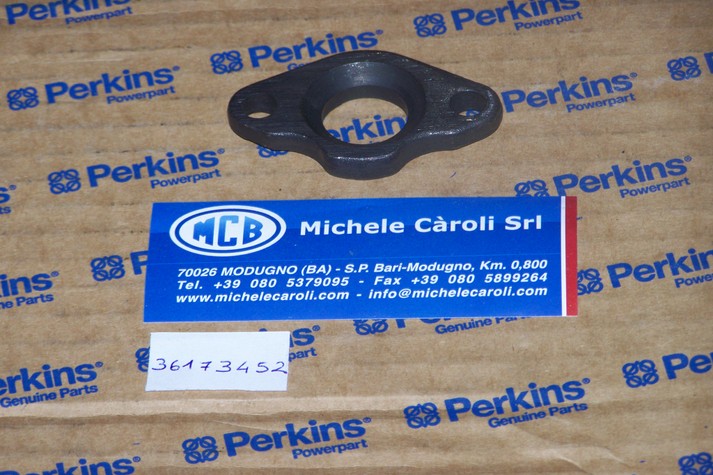 Perkins
Powerpart
Perkins
Powerpart
Perkins
Powerpart
Perkins
Powerpart
Perkins
Powerpart
Perkins
Powerpart
Perkins
Powerpart
MCB Michele Càroli Srl
70026 MODUGNO (BA) - S.P. Bari-Modugno, Km. 0,800
Tel. +39 080 5379095 - Fax +39 080 5899264
www.michelecaroli.com - info@michelecaroli.com
Perkins
Genuine Parts
36173452
Perkins
Genuine Parts
Perkins
Genuine Parts
Perkins
Genuine Parts
Perkins